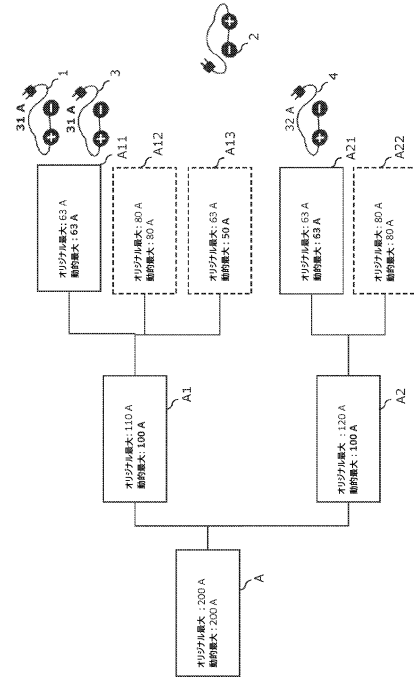 オリジナル最大:200 A
動的最大:200 A
A
オリジナル最大:110 A
動的最大:100 A
A1
オリジナル最大:120 A
動的最大:100 A
A2
オリジナル最大:63 A
動的最大:63 A
A11
オリジナル最大:80 A
動的最大:80 A
A12
オリジナル最大:63 A
動的最大:50 A
A13
オリジナル最大:63 A
動的最大:63 A
A21
オリジナル最大:80 A
動的最大:80 A
A22
31 A
1
31 A
3
32 A
4
2